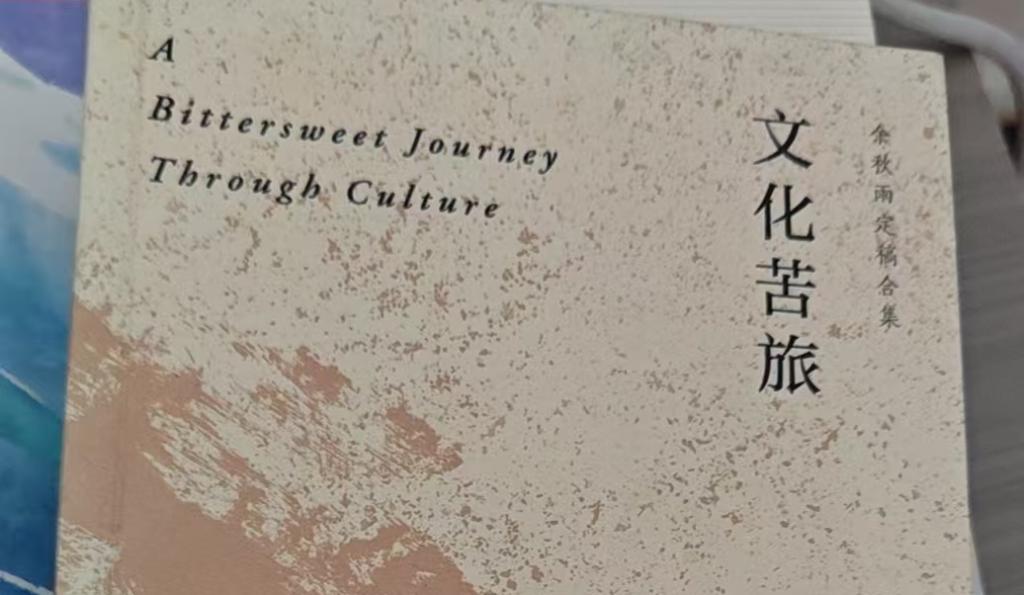 A
Bittersweet Journey
Through Culture
文化苦旅
余秋雨定稿合集